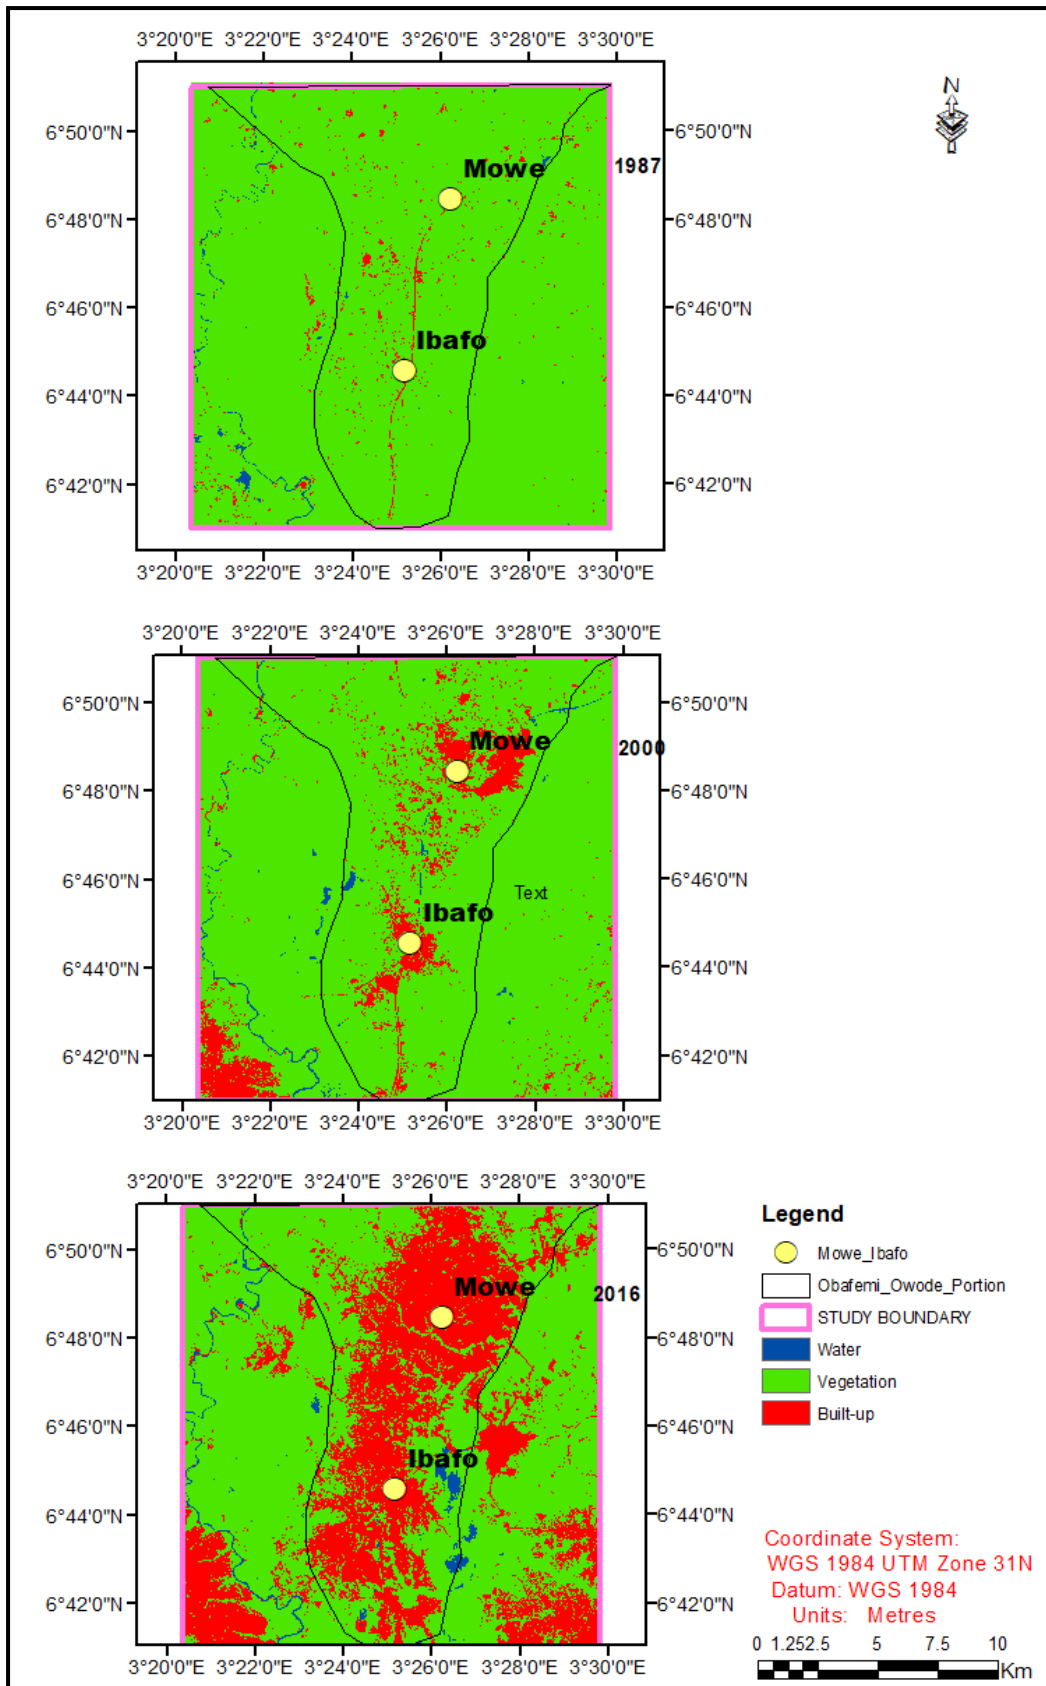 3°20'0"E 3°22'0"E 3°24'0"E 3°26'0"E 3°28'0"E 3°30'0"E
N
6°50'0"N 6°50'0"N
Mowe 1987
6°48'0"N 6°48'0"N
6°46'0"N 6°46'0"N
Ibafo
6°44'0"N 6°44'0"N
6°42'0"N 6°42'0"N
3°20'0"E 3°22'0"E 3°24'0"E 3°26'0"E 3°28'0"E 3°30'0"E
3°20'0"E 3°22'0"E 3°24'0"E 3°26'0"E 3°28'0"E 3°30'0"E
6°50'0"N 6°50'0"N
Mowe 2000
6°48'0"N 6°48'0"N
6°46'0"N 6°46'0"N
Text
Ibafo
6°44'0"N 6°44'0"N
6°42'0"N 6°42'0"N
3°20'0"E 3°22'0"E 3°24'0"E 3°26'0"E 3°28'0"E 3°30'0"E
3°20'0"E 3°22'0"E 3°24'0"E 3°26'0"E 3°28'0"E 3°30'0"E
6°50'0"N 6°50'0"N
Mowe 2016
6°48'0"N 6°48'0"N
6°46'0"N 6°46'0"N
Ibafo
6°44'0"N 6°44'0"N
6°42'0"N 6°42'0"N
3°20'0"E 3°22'0"E 3°24'0"E 3°26'0"E 3°28'0"E 3°30'0"E
Legend
Mowe_Ibafo
Obafemi_Owode_Portion
STUDY BOUNDARY
Water
Vegetation
Built-up
Coordinate System:
WGS 1984 UTM Zone 31N
Datum: WGS 1984
Units: Metres
0 1.252.5 5 7.5 10
Km